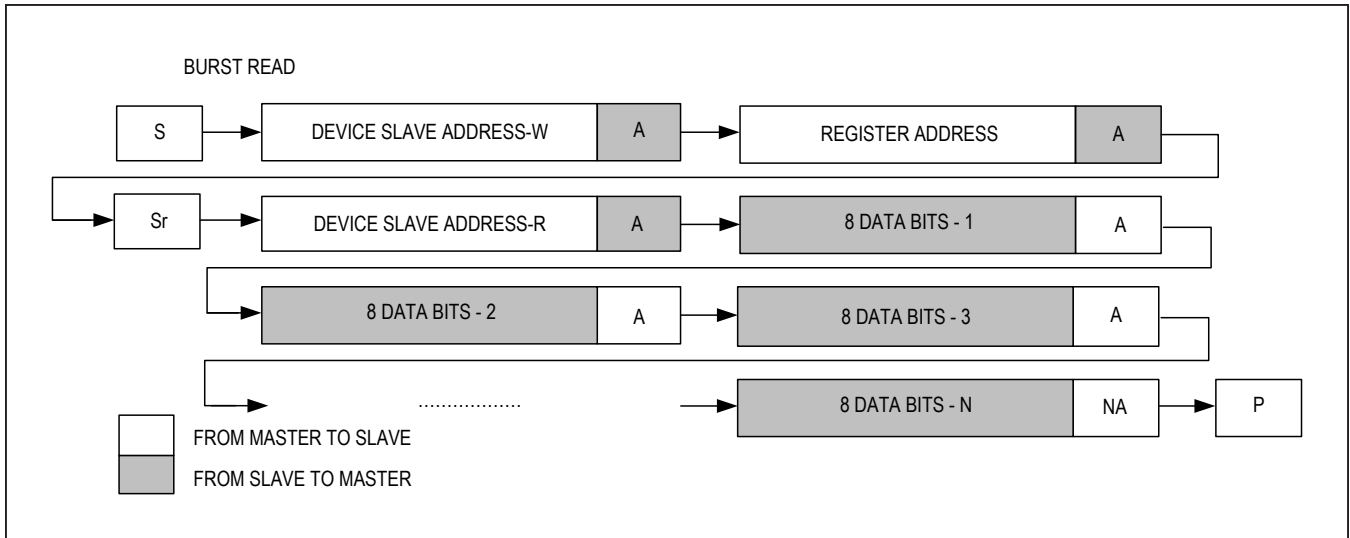 BURST READ
S DEVICE SLAVE ADDRESS-W A REGISTER ADDRESS A
Sr DEVICE SLAVE ADDRESS-R A 8 DATA BITS - 1 A
8 DATA BITS - 2 A 8 DATA BITS - 3 A
.................. 8 DATA BITS - N NA P
FROM MASTER TO SLAVE
FROM SLAVE TO MASTER